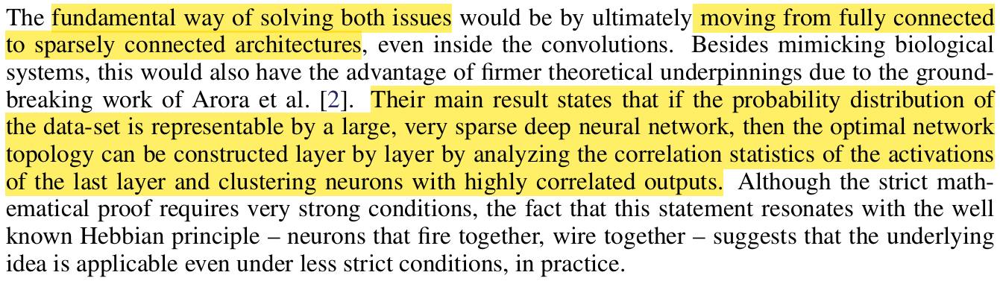 The fundamental way of solving both issues would be by ultimately moving from fully connected
to sparsely connected architectures, even inside the convolutions. Besides mimicking biological
systems, this would also have the advantage of firmer theoretical underpinnings due to the ground-
breaking work of Arora et al. [2]. Their main result states that if the probability distribution of
the data-set is representable by a large, very sparse deep neural network, then the optimal network
topology can be constructed layer by layer by analyzing the correlation statistics of the activations
of the last layer and clustering neurons with highly correlated outputs. Although the strict math-
ematical proof requires very strong conditions, the fact that this statement resonates with the well
known Hebbian principle – neurons that fire together, wire together – suggests that the underlying
idea is applicable even under less strict conditions, in practice.